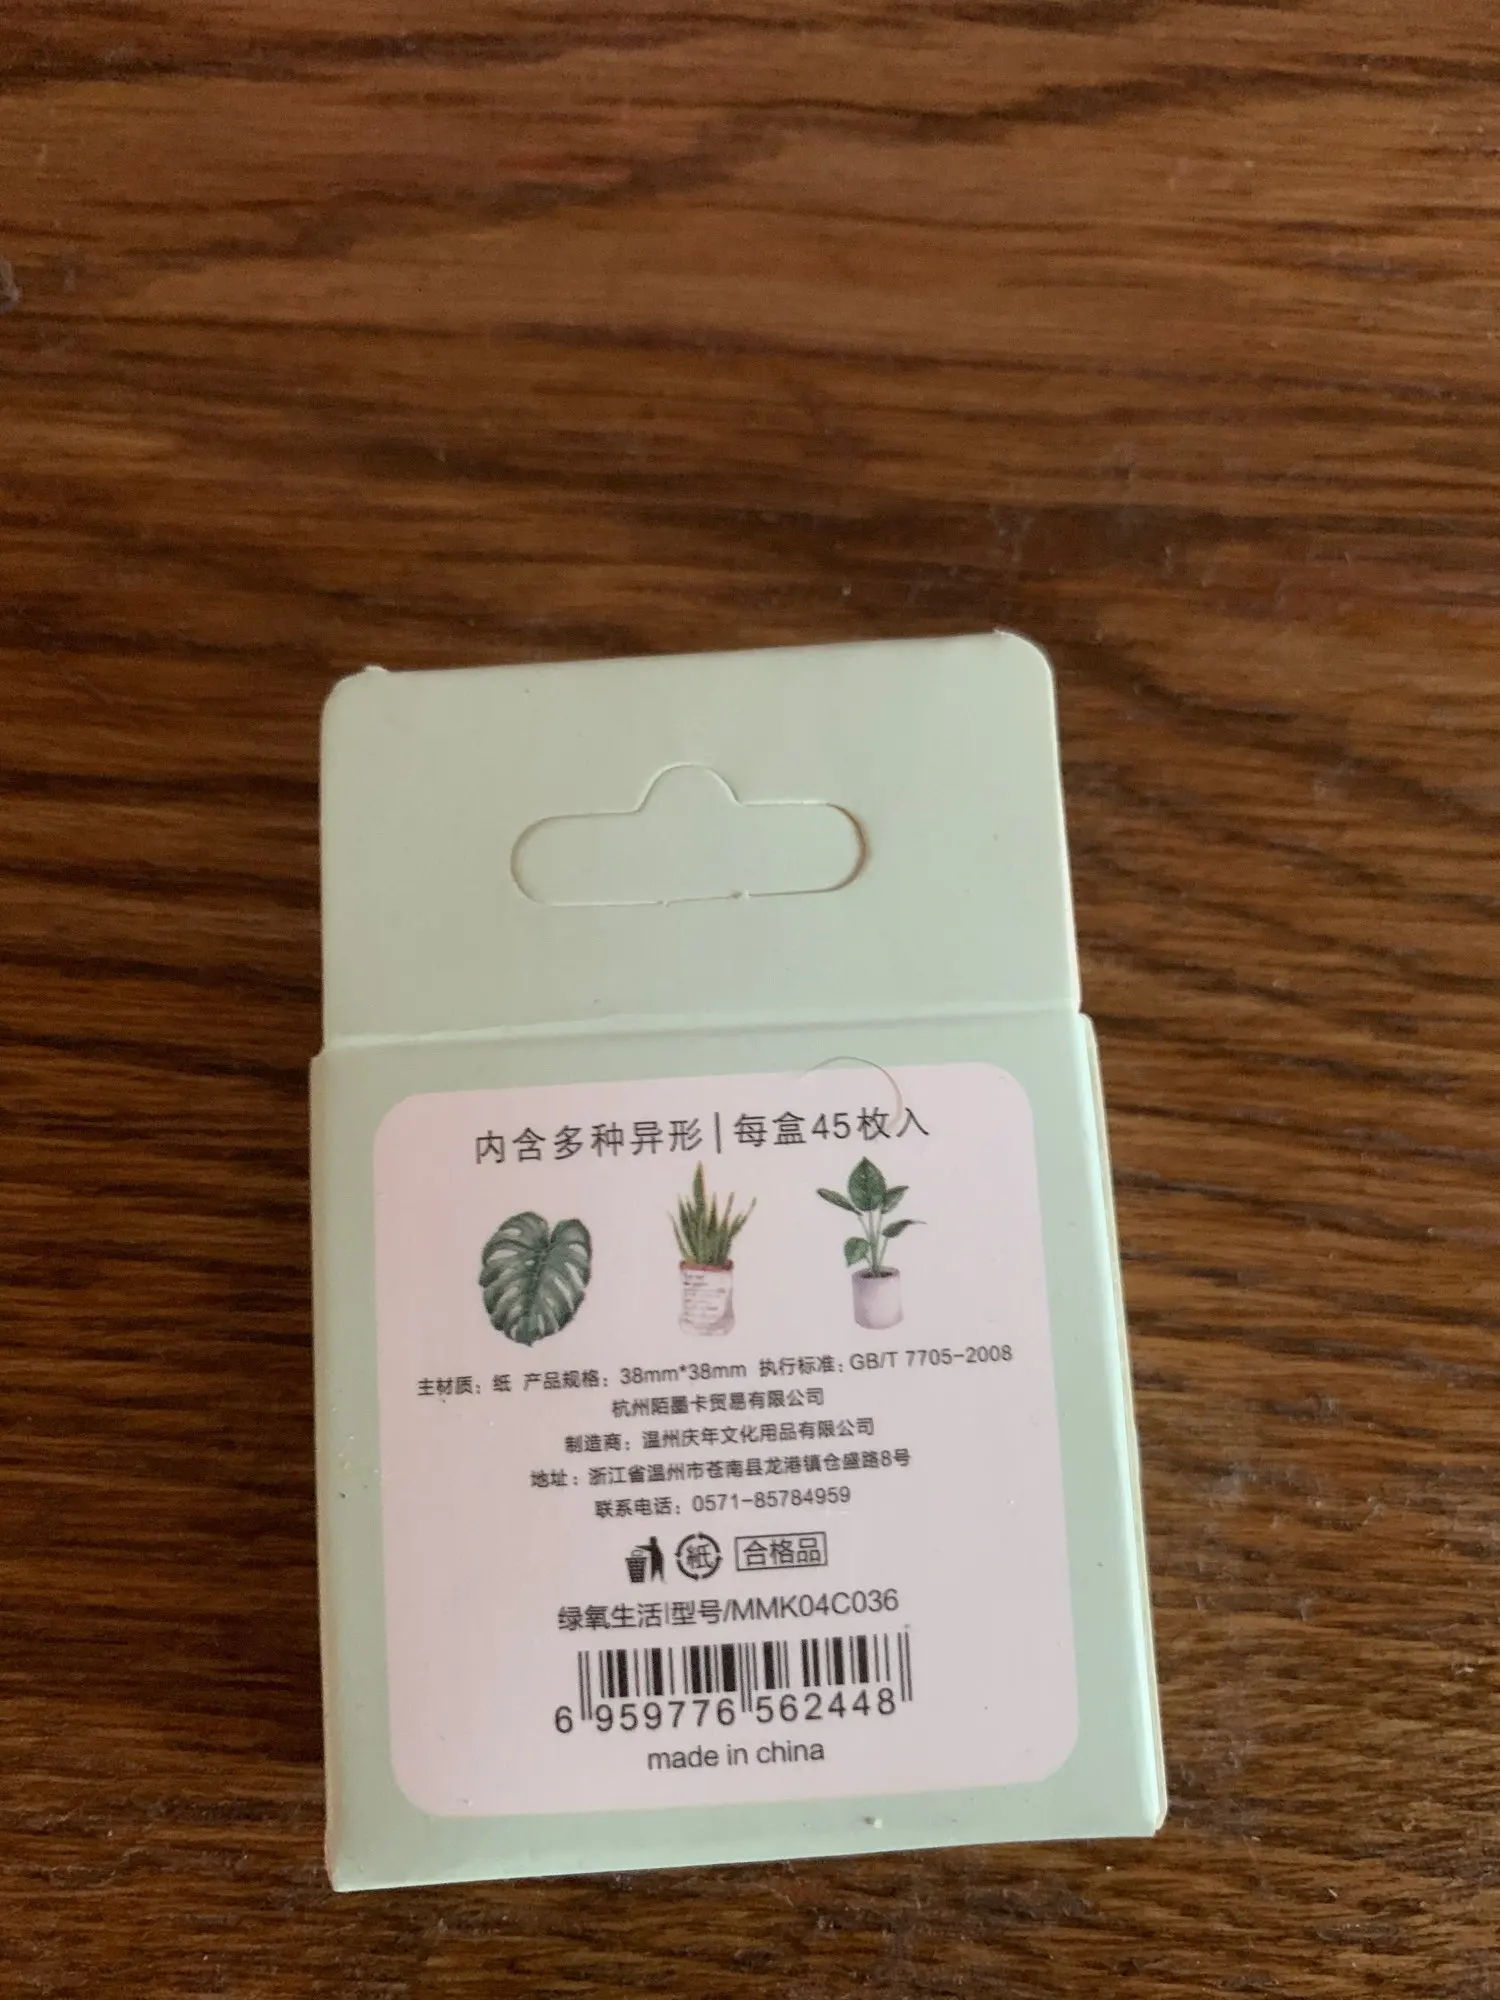 内含多种异形|每盒45枚入
主材质：纸 产品规格：38mm*38mm 执行标准：GB/T 7705-2008
杭州陌墨卡贸易有限公司
制造商：温州庆年文化用品有限公司
地址：浙江省温州市苍南县龙港镇仓盛路8号
联系电话：0571-85784959
紙 合格品
绿氧生活|型号/MMK04C036
6 959776 562448
made in china